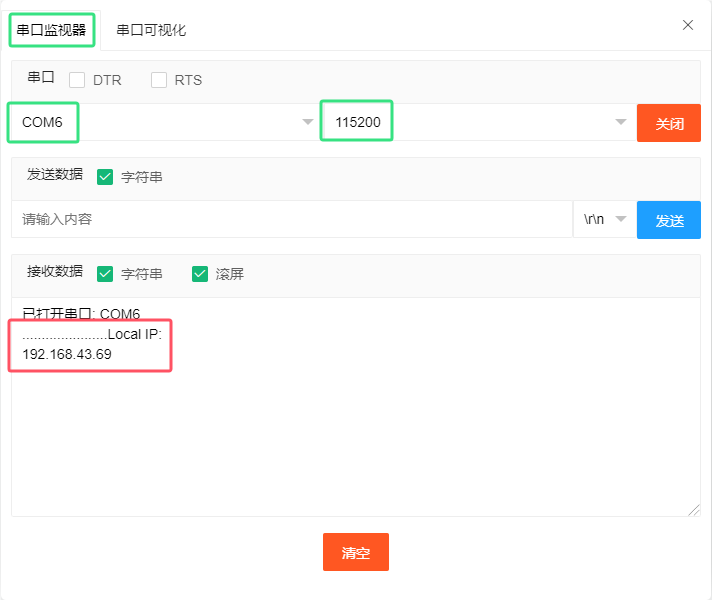 串口监视器 串口可视化
串口 DTR RTS
COM6 115200 关闭
发送数据 字符串
请输入内容 \r\n 发送
接收数据 字符串 滚屏
已打开串口: COM6
......................Local IP:
192.168.43.69
清空